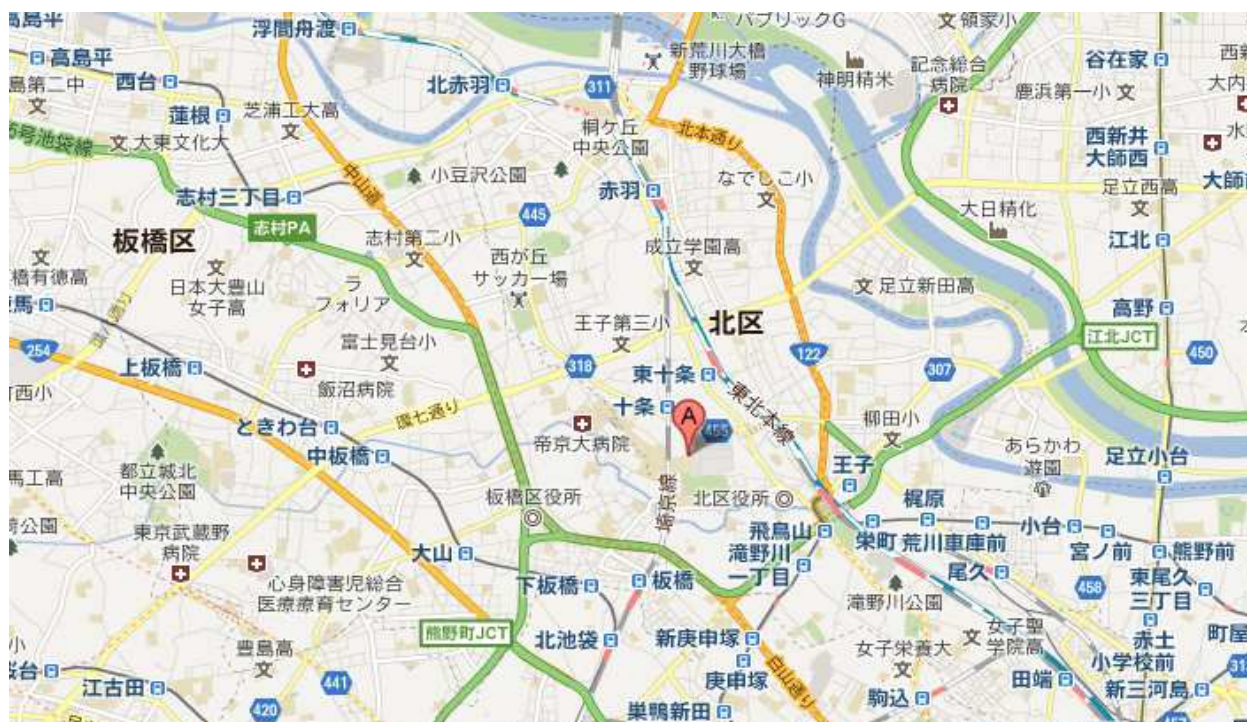 高島平
浮間舟渡
パブリックG
領家小
高島平
新荒川大橋
野球場
谷在家
西台
北赤羽
311
神明精米
記念総合
病院
鹿浜第一小
島第二中
蓮根
芝浦工大高
桐ケ丘
中央公園
北本通り
西新井
大師西
5号池袋線
大東文化大
中山道
小豆沢公園
赤羽
なでしこ小
足立西高
志村三丁目
445
大日精化
志村PA
志村第二小
成立学園高
江北
板橋区
西が丘
サッカー場
日本大豊山
女子高
ラ
フォリア
足立新田高
橋有徳高
高野
王子第三小
北区
江北JCT
254
富士見台小
122
450
上板橋
318
東十条
307
飯沼病院
環七通り
十条
A
455
東北本線
柳田小
ときわ台
帝京大病院
あらかわ
遊園
足立小台
中板橋
王子
都立城北
中央公園
板橋区役所
埼京線
北区役所
梶原
東京武蔵野
病院
飛鳥山
栄町
荒川車庫前
小台
宮ノ前
熊野前
大山
滝野川
一丁目
尾久
下板橋
板橋
458
東尾久
三丁目
心身障害児総合
医療療育センター
滝野川公園
熊野町JCT
北池袋
新庚申塚
女子聖
学院高
赤土
小学校前
町屋
豊島高
白山通り
女子栄養大
庚申塚
田端
江古田
441
駒込
新三河島
420
巣鴨新田